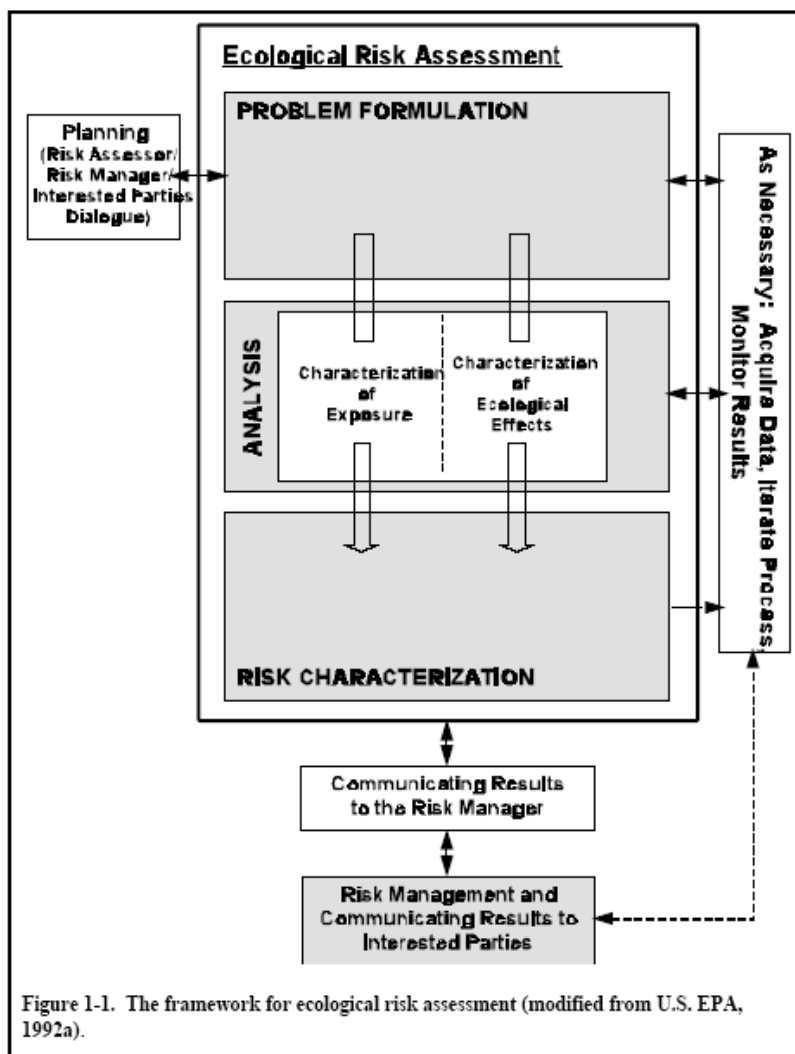 Ecological Risk Assessment
PROBLEM FORMULATION
Planning
(Risk Assessor/
Risk Manager/
Interested Parties
Dialogue)
ANALYSIS
Characterization
of
Exposure
Characterization
of
Ecological
Effects
As Necessary: Acquire Data, Iterate Process,
Monitor Results
RISK CHARACTERIZATION
Communicating Results
to the Risk Manager
Risk Management and
Communicating Results to
Interested Parties
Figure 1-1. The framework for ecological risk assessment (modified from U.S. EPA,
1992a).